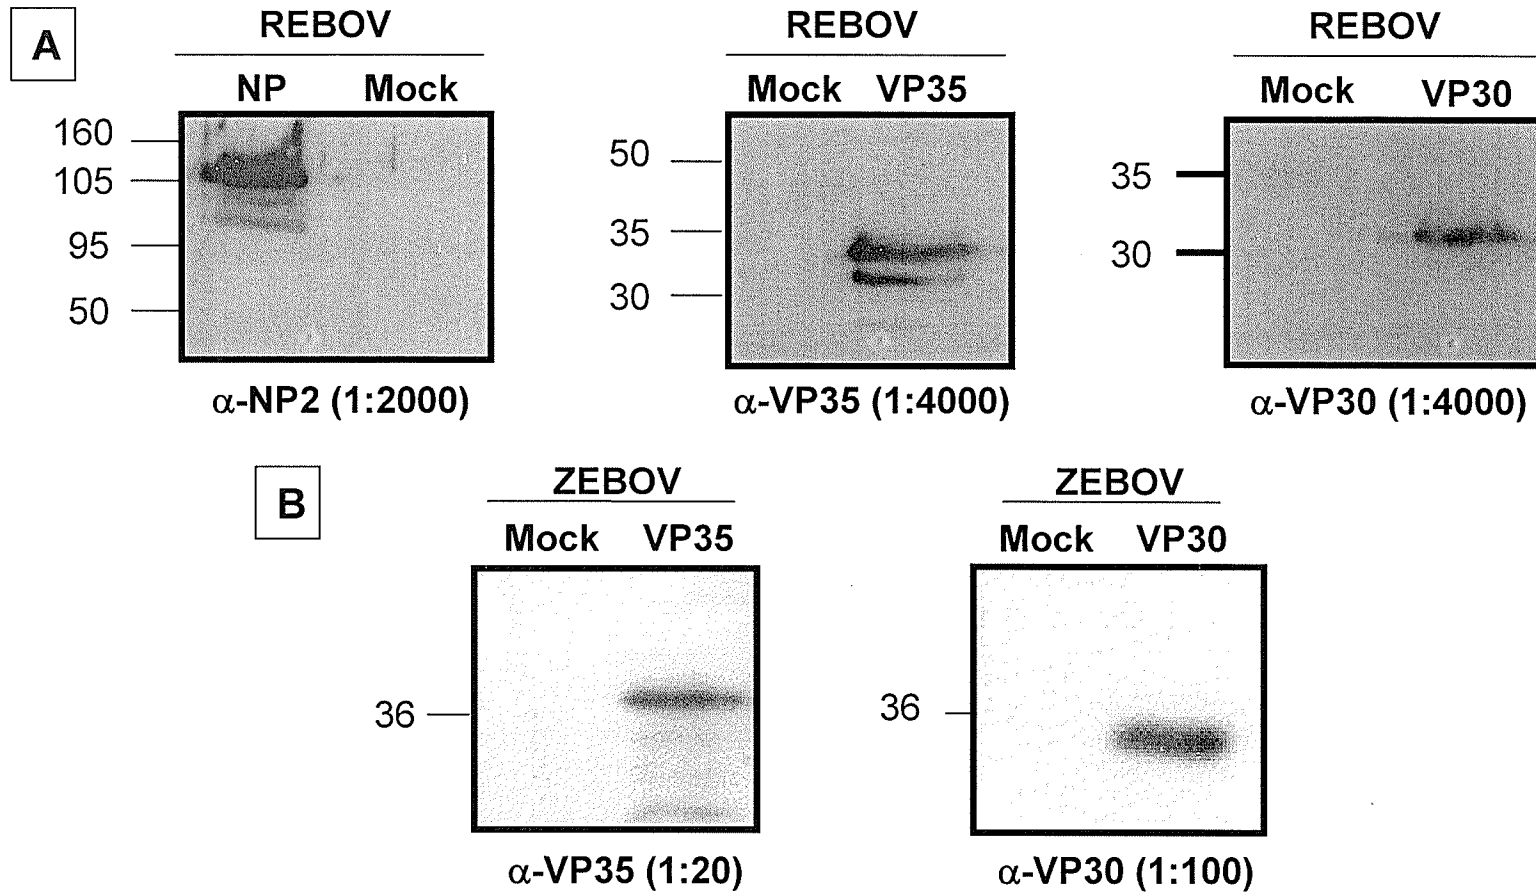 A
REBOV
NP Mock
160
105
95
50
α-NP2 (1:2000)
REBOV
Mock VP35
50
35
30
α-VP35 (1:4000)
REBOV
Mock VP30
35
30
α-VP30 (1:4000)
B
ZEBOV
Mock VP35
36
α-VP35 (1:20)
ZEBOV
Mock VP30
36
α-VP30 (1:100)